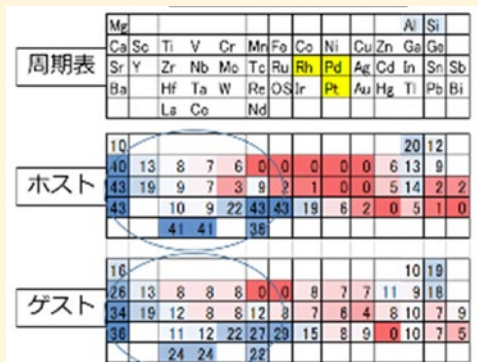 Mg Al Si
Ca Sc Ti V Cr Mn Fe Co Ni Cu Zn Ga Ge
周期表
Sr Y Zr Nb Mo Tc Ru Rh Pd Ag Cd In Sn Sb
Ba Hf Ta W Re OS Ir Pt Au Hg Tl Pb Bi
La Ce Nd
10 20 12
40 13 8 7 6 0 0 0 0 0 6 13 9
ホスト
43 19 9 7 3 9 2 1 0 0 5 14 2 2
43 10 9 22 43 43 19 6 2 0 5 1 0
41 41 36
16 10 19
26 13 8 8 8 0 0 8 7 7 11 9 18
ゲスト
34 19 12 8 8 12 8 7 6 4 8 10 7 9
36 11 12 22 27 29 15 8 9 0 10 7 5
24 24 22